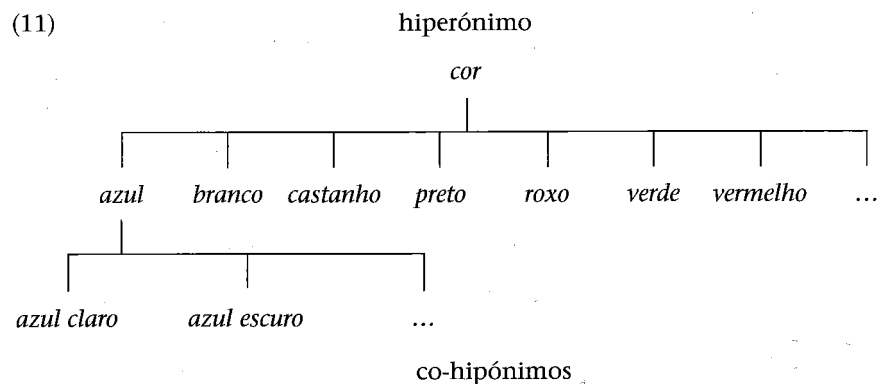 (11) hiperónimo
cor
azul branco castanho preto roxo verde vermelho ...
azul claro azul escuro ...
co-hipónimos